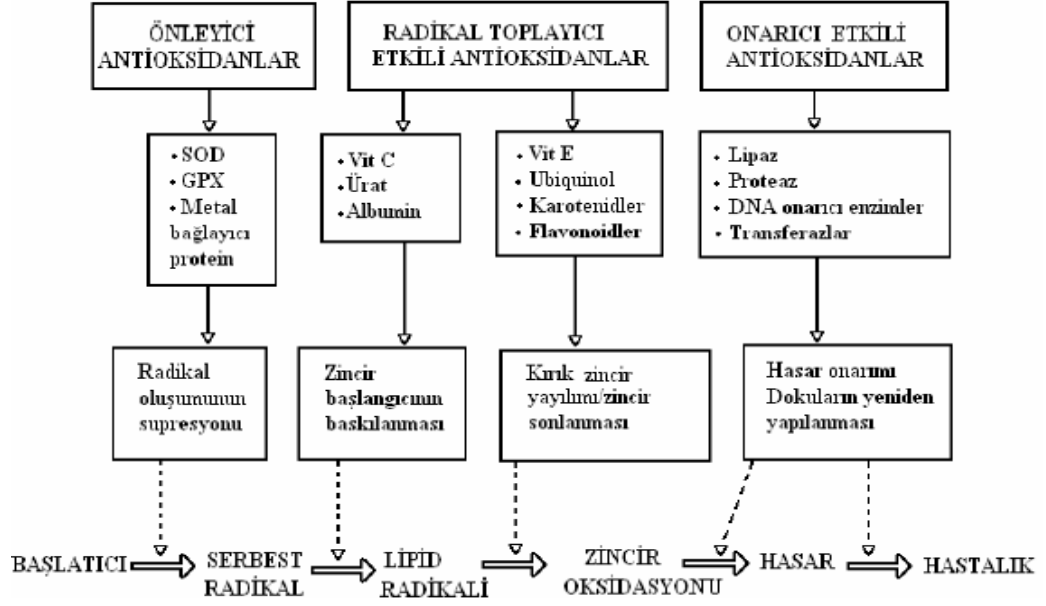 ÖNLEYİCİ
ANTİOKSİDANLAR
RADİKAL TOPLAYICI
ETKİLİ ANTİOKSİDANLAR
ONARICI ETKİLİ
ANTİOKSİDANLAR
• SOD
• GPX
• Metal
bağlayıcı
protein
• Vit C
• Ürat
• Albumin
• Vit E
• Ubiquinol
• Karotenidler
• Flavonoidler
• Lipaz
• Proteaz
• DNA onarıcı enzimler
• Transferazlar
Radikal
oluşumunun
supresyonu
Zincir
başlangıcının
baskılanması
Kırık zincir
yayılımı/zincir
sonlanması
Hasar onarımı
Dokuların yeniden
yapılanması
BAŞLATICI
SERBEST
RADİKAL
LİPİD
RADİKALİ
ZİNCİR
OKSİDASYONU
HASAR
HASTALIK